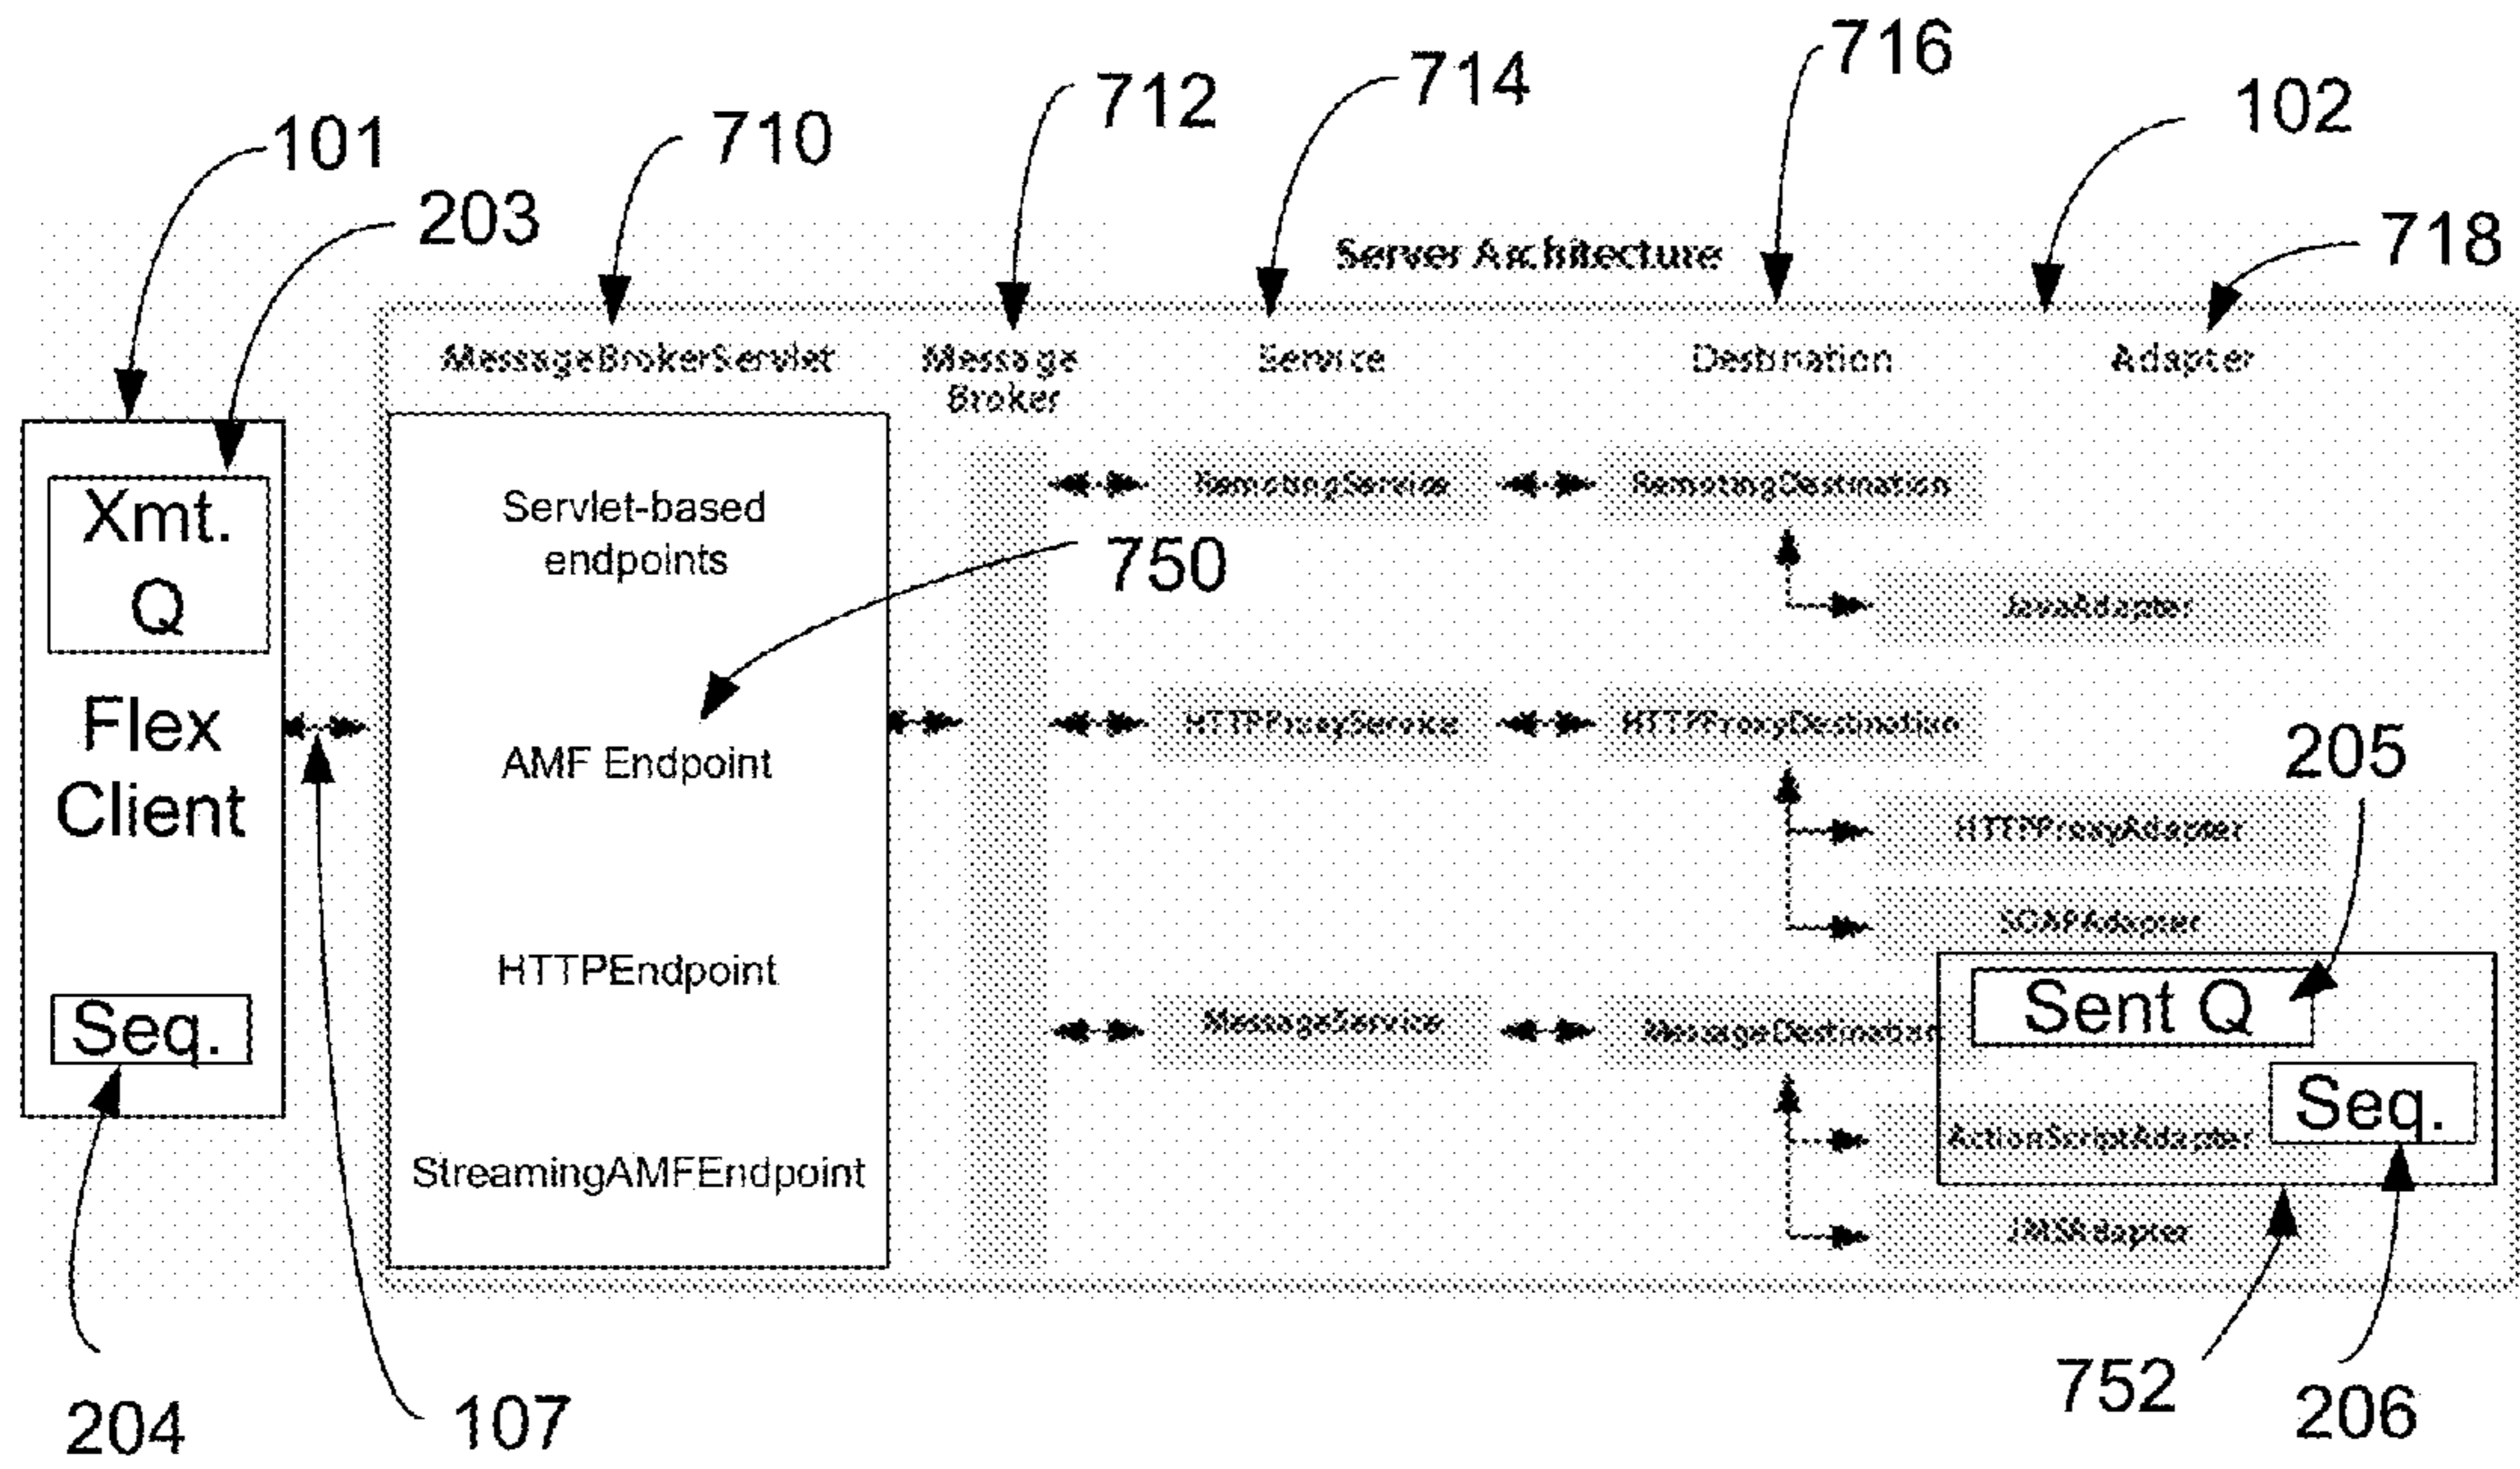 716
714
712
102
710
101
203
718
Server Architecture
MessageBrokerServlet
Message
Broker
Service
Destination
Adapter
Xmt.
Q
Flex
Client
Seq.
Servlet-based
endpoints
750
AMF Endpoint
HTTPEndpoint
StreamingAMFEndpoint
RemotingService
RemotingDestination
JavaAdapter
HTTPProxyService
HTTPProxyDestination
205
HTTPProxyAdapter
SOAPAdapter
Sent Q
MessageService
MessageDestination
Seq.
ActionScriptAdapter
JMSAdapter
204
107
752
206